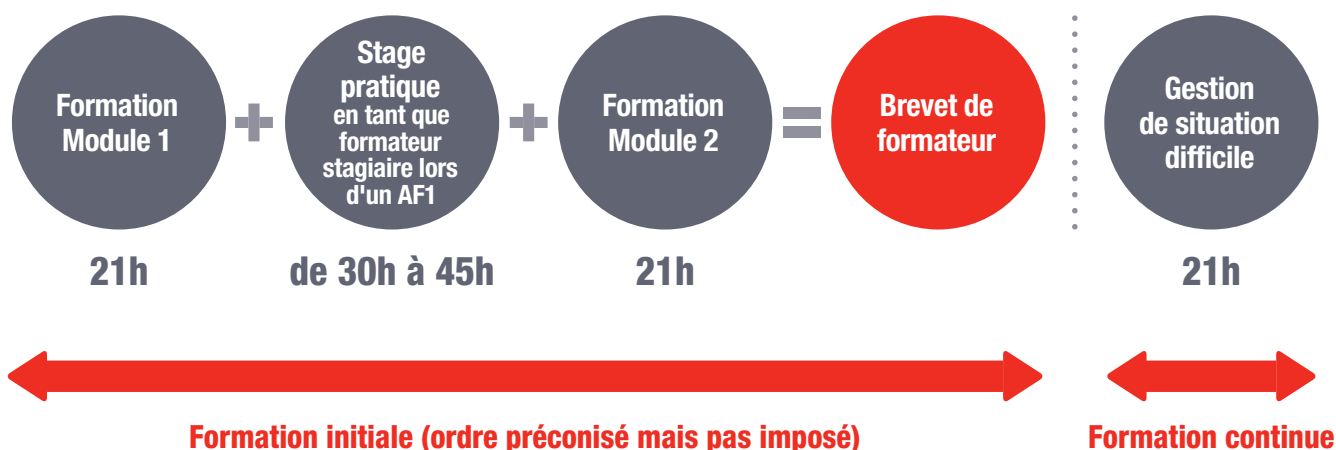 Formation
Module 1
Stage
pratique
en tant que
formateur
stagiaire lors
d'un AF1
Formation
Module 2
Brevet de
formateur
Gestion
de situation
difficile
21h
de 30h à 45h
21h
21h
Formation initiale (ordre préconisé mais pas imposé)
Formation continue